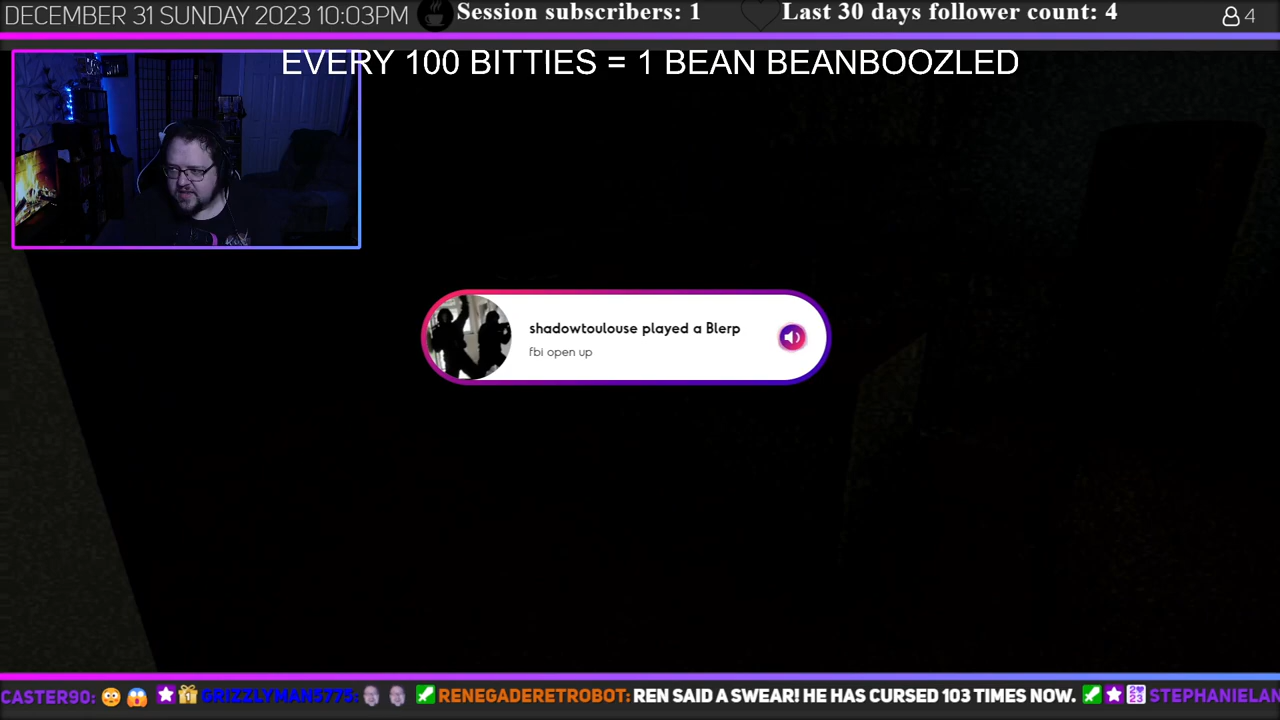 DECEMBER 31 SUNDAY 2023 10:03PM
Session subscribers: 1
Last 30 days follower count: 4
4
EVERY 100 BITTIES = 1 BEAN BEANBOOZLED
shadowtoulouse played a Blerp
fbi open up
CASTER90: GRIZZLYMAN5775: RENEGADERETROBOT: REN SAID A SWEAR! HE HAS CURSED 103 TIMES NOW. STEPHANIELAN